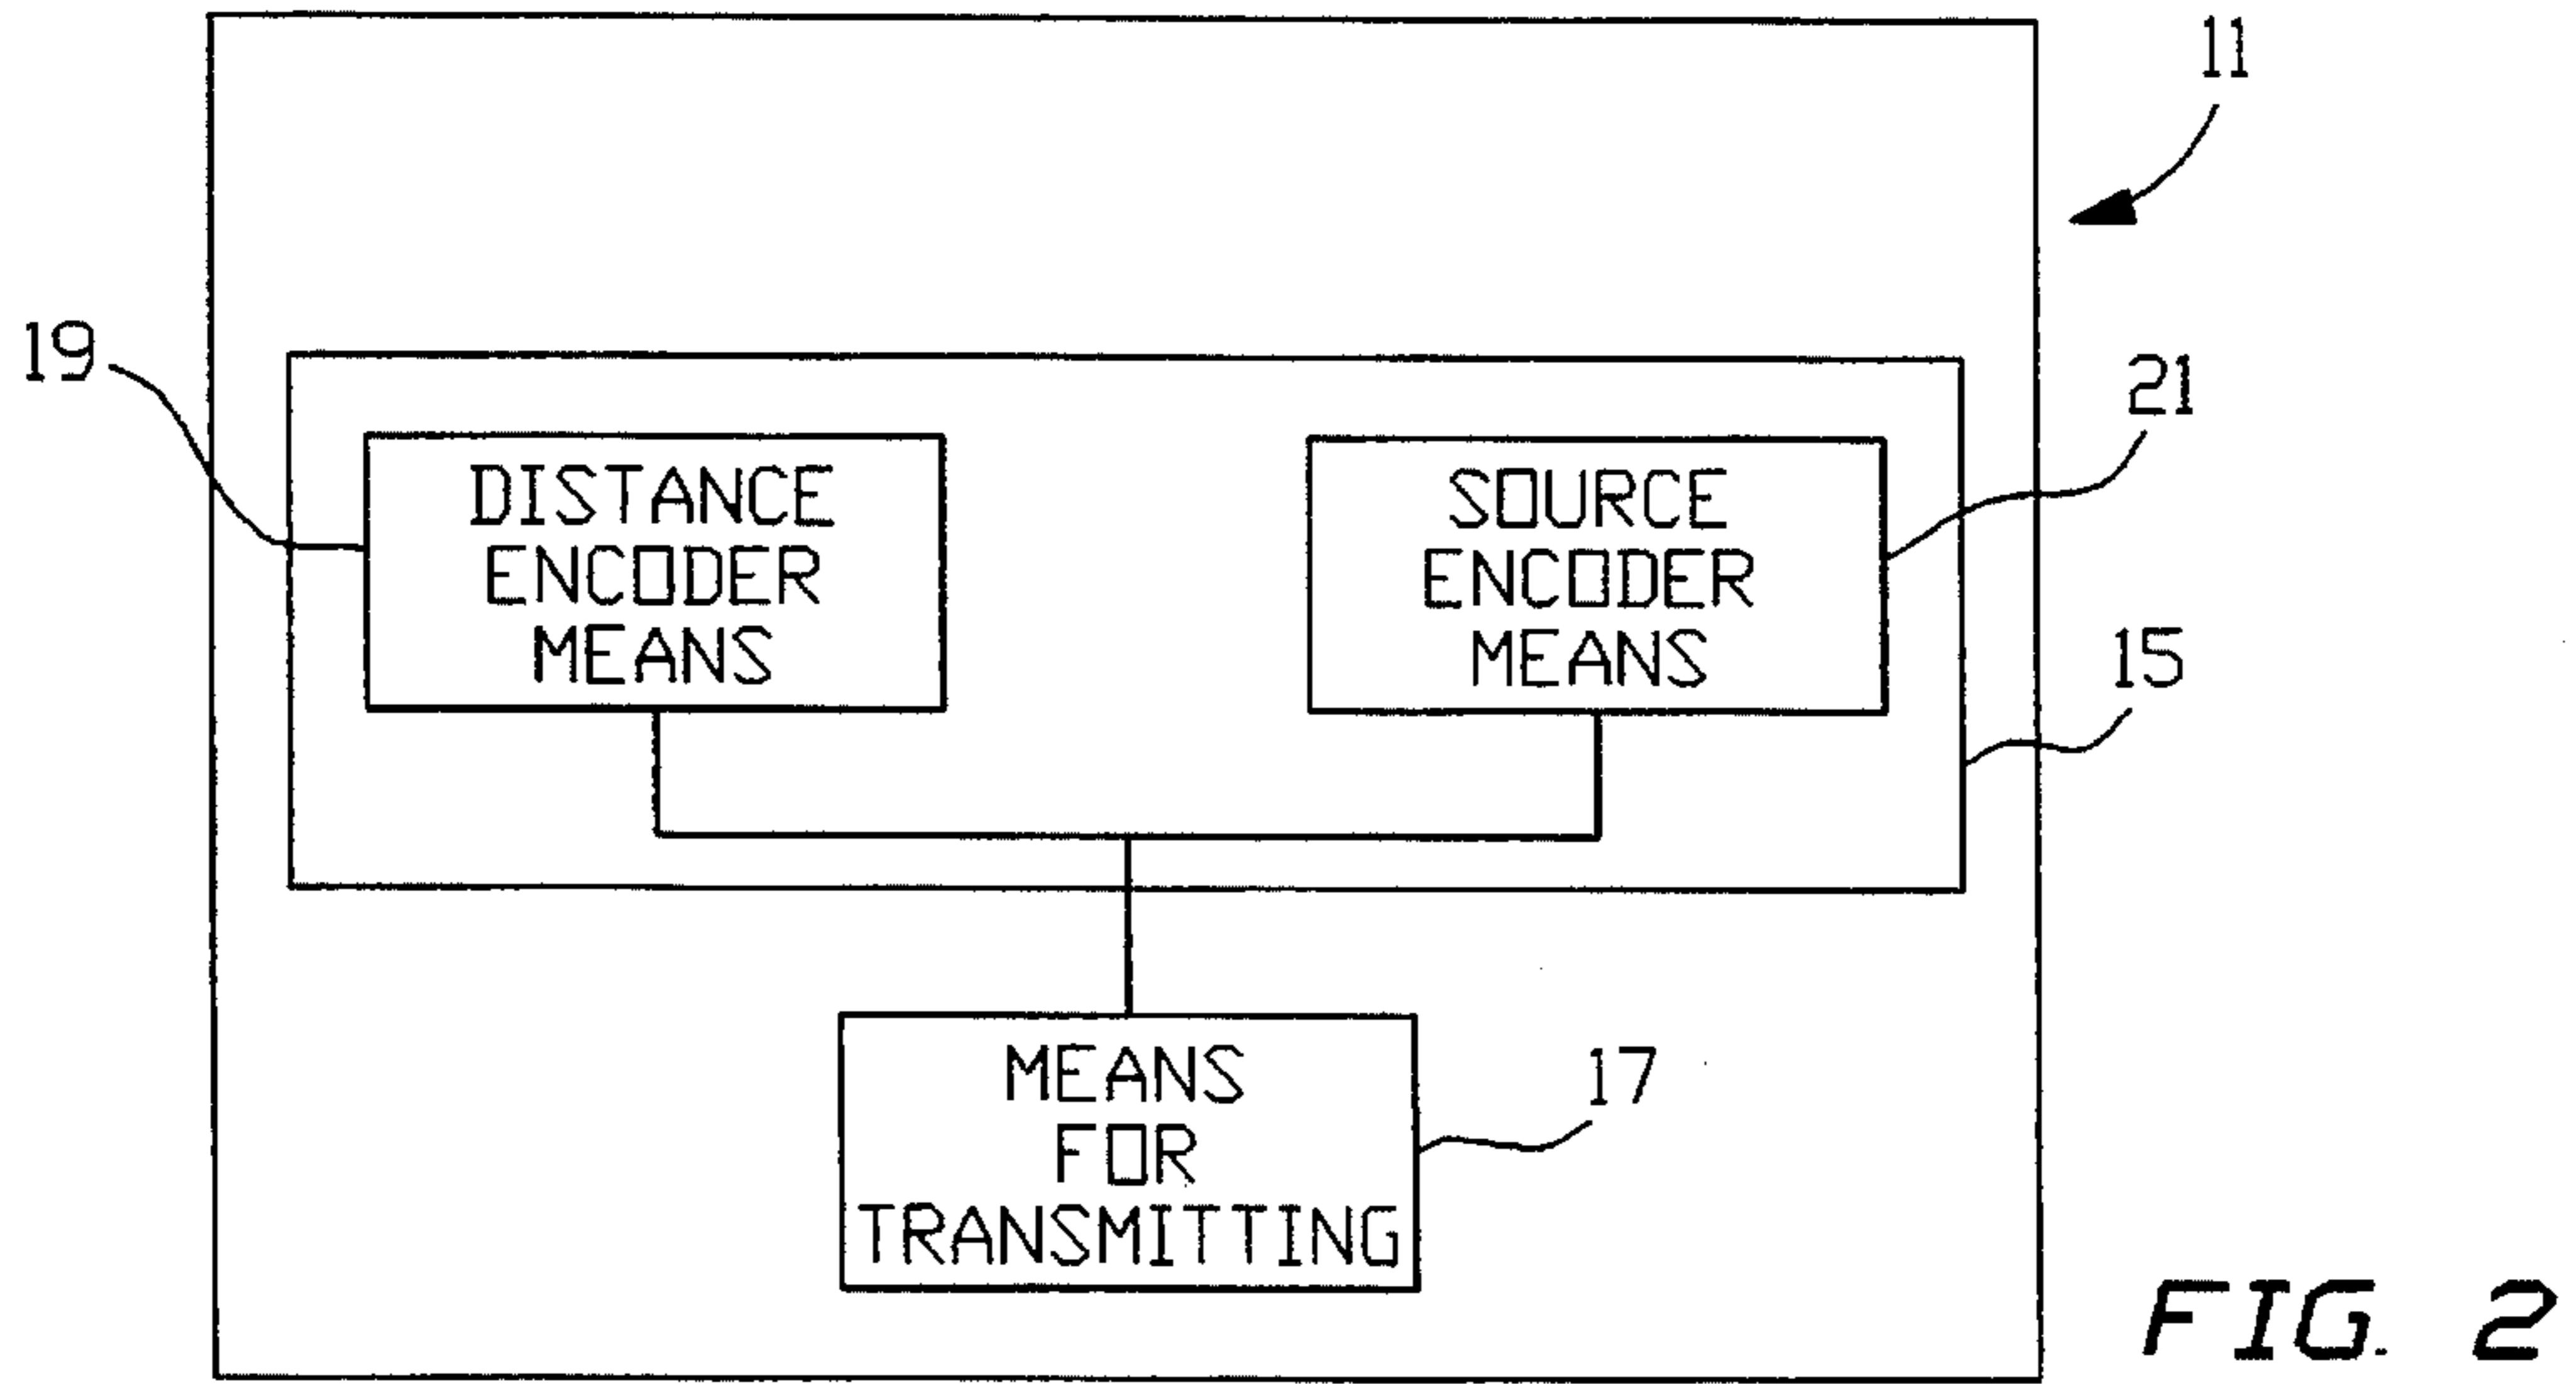 11
19
21
DISTANCE
ENCODER
MEANS
SOURCE
ENCODER
MEANS
15
MEANS
FOR
TRANSMITTING
17
FIG. 2